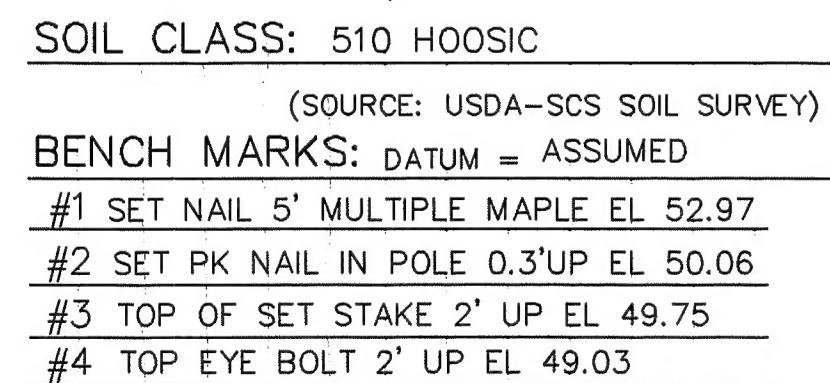 SOIL CLASS: 510 HOOSIC
(SOURCE: USDA-SCS SOIL SURVEY)
BENCH MARKS: DATUM = ASSUMED
#1 SET NAIL 5' MULTIPLE MAPLE EL 52.97
#2 SET PK NAIL IN POLE 0.3'UP EL 50.06
#3 TOP OF SET STAKE 2' UP EL 49.75
#4 TOP EYE BOLT 2' UP EL 49.03